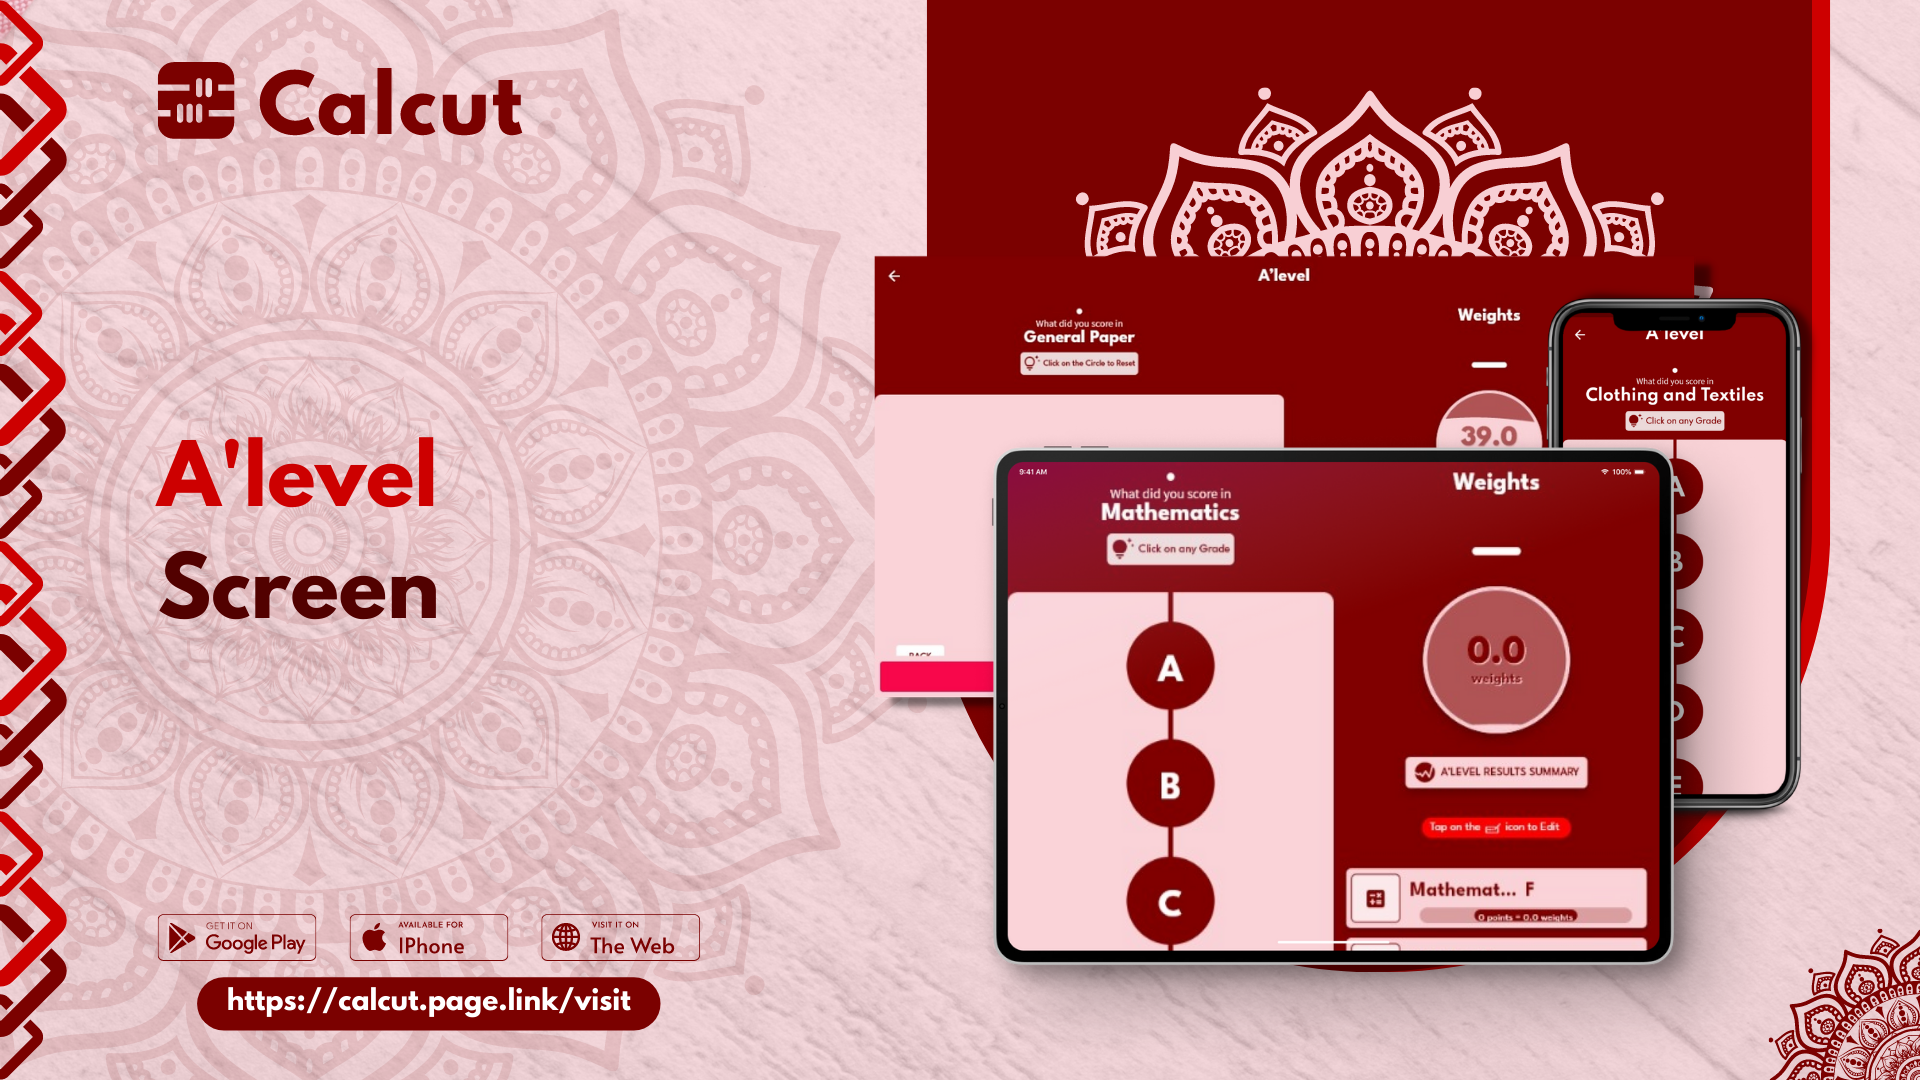 Calcut
A'level
Screen
GET IT ON
Google Play
AVAILABLE FOR
IPhone
VISIT IT ON
The Web
https://calcut.page.link/visit
A'level
What did you score in
General Paper
Click on the Circle to Reset
Weights
39.0
BACK
A'level
What did you score in
Clothing and Textiles
Click on any Grade
A
B
C
D
E
9:41 AM
100%
What did you score in
Mathematics
Click on any Grade
A
B
C
Weights
0.0
weights
A'LEVEL RESULTS SUMMARY
Tap on the icon to Edit
Mathemat... F
0 points = 0.0 weights